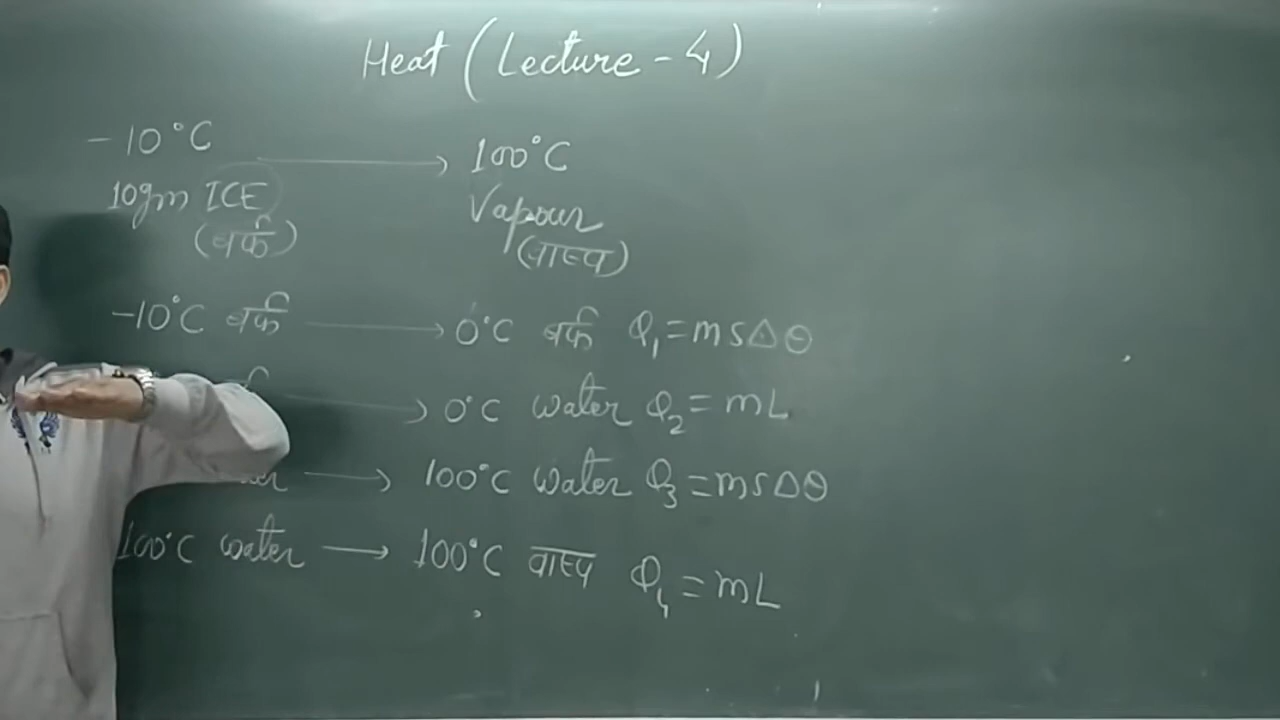 Heat (Lecture - 4)
-10°C → 100°C
10gm ICE Vapour
(बर्फ) (वाष्प)
-10°C बर्फ → 0°C बर्फ Q₁ = msΔθ
→ 0°C water Q₂ = mL
→ 100°C water Q₃ = msΔθ
100°C water → 100°C वाष्प Q₄ = mL